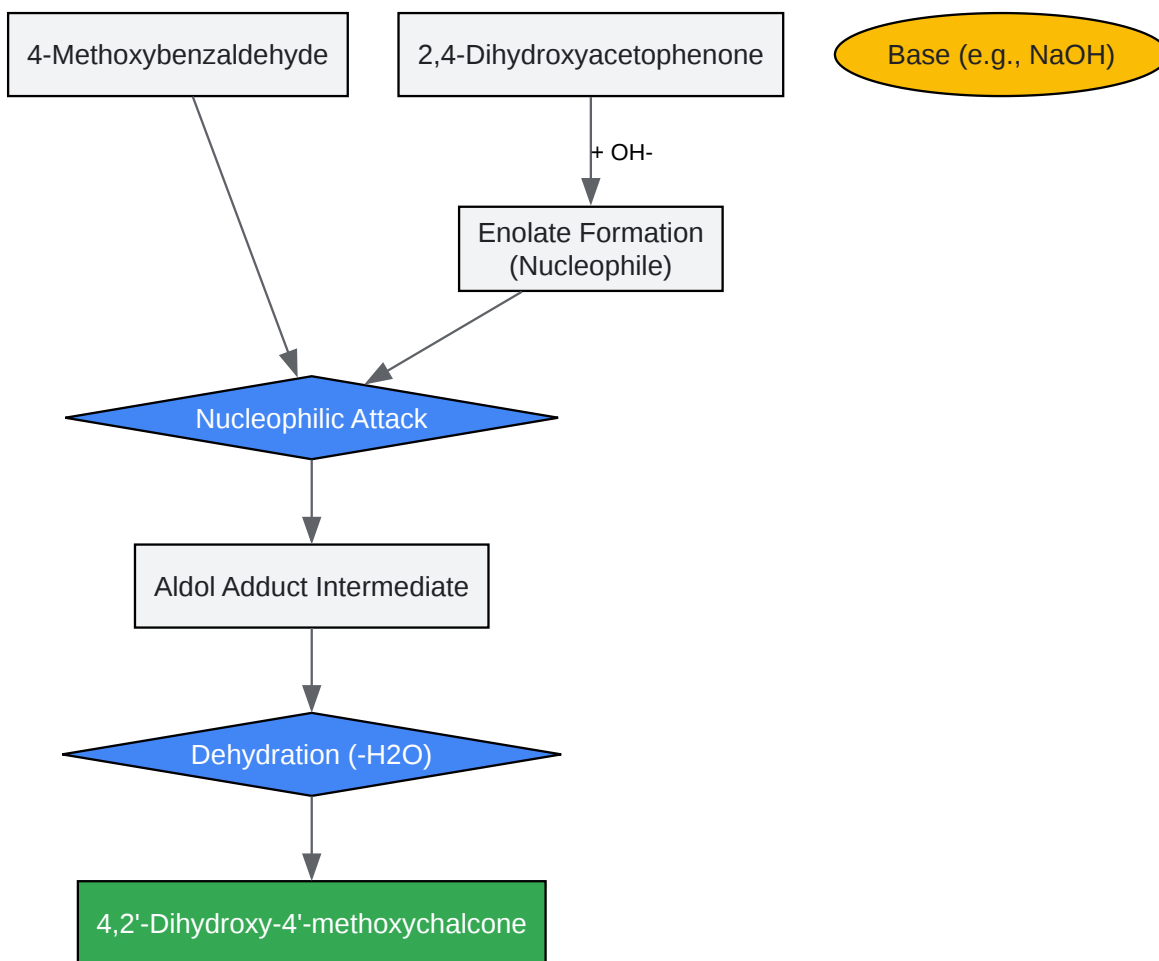 4-Methoxybenzaldehyde
2,4-Dihydroxyacetophenone
Base (e.g., NaOH)
+ OH-
Enolate Formation
(Nucleophile)
Nucleophilic Attack
Aldol Adduct Intermediate
Dehydration (-H2O)
4,2'-Dihydroxy-4'-methoxychalcone